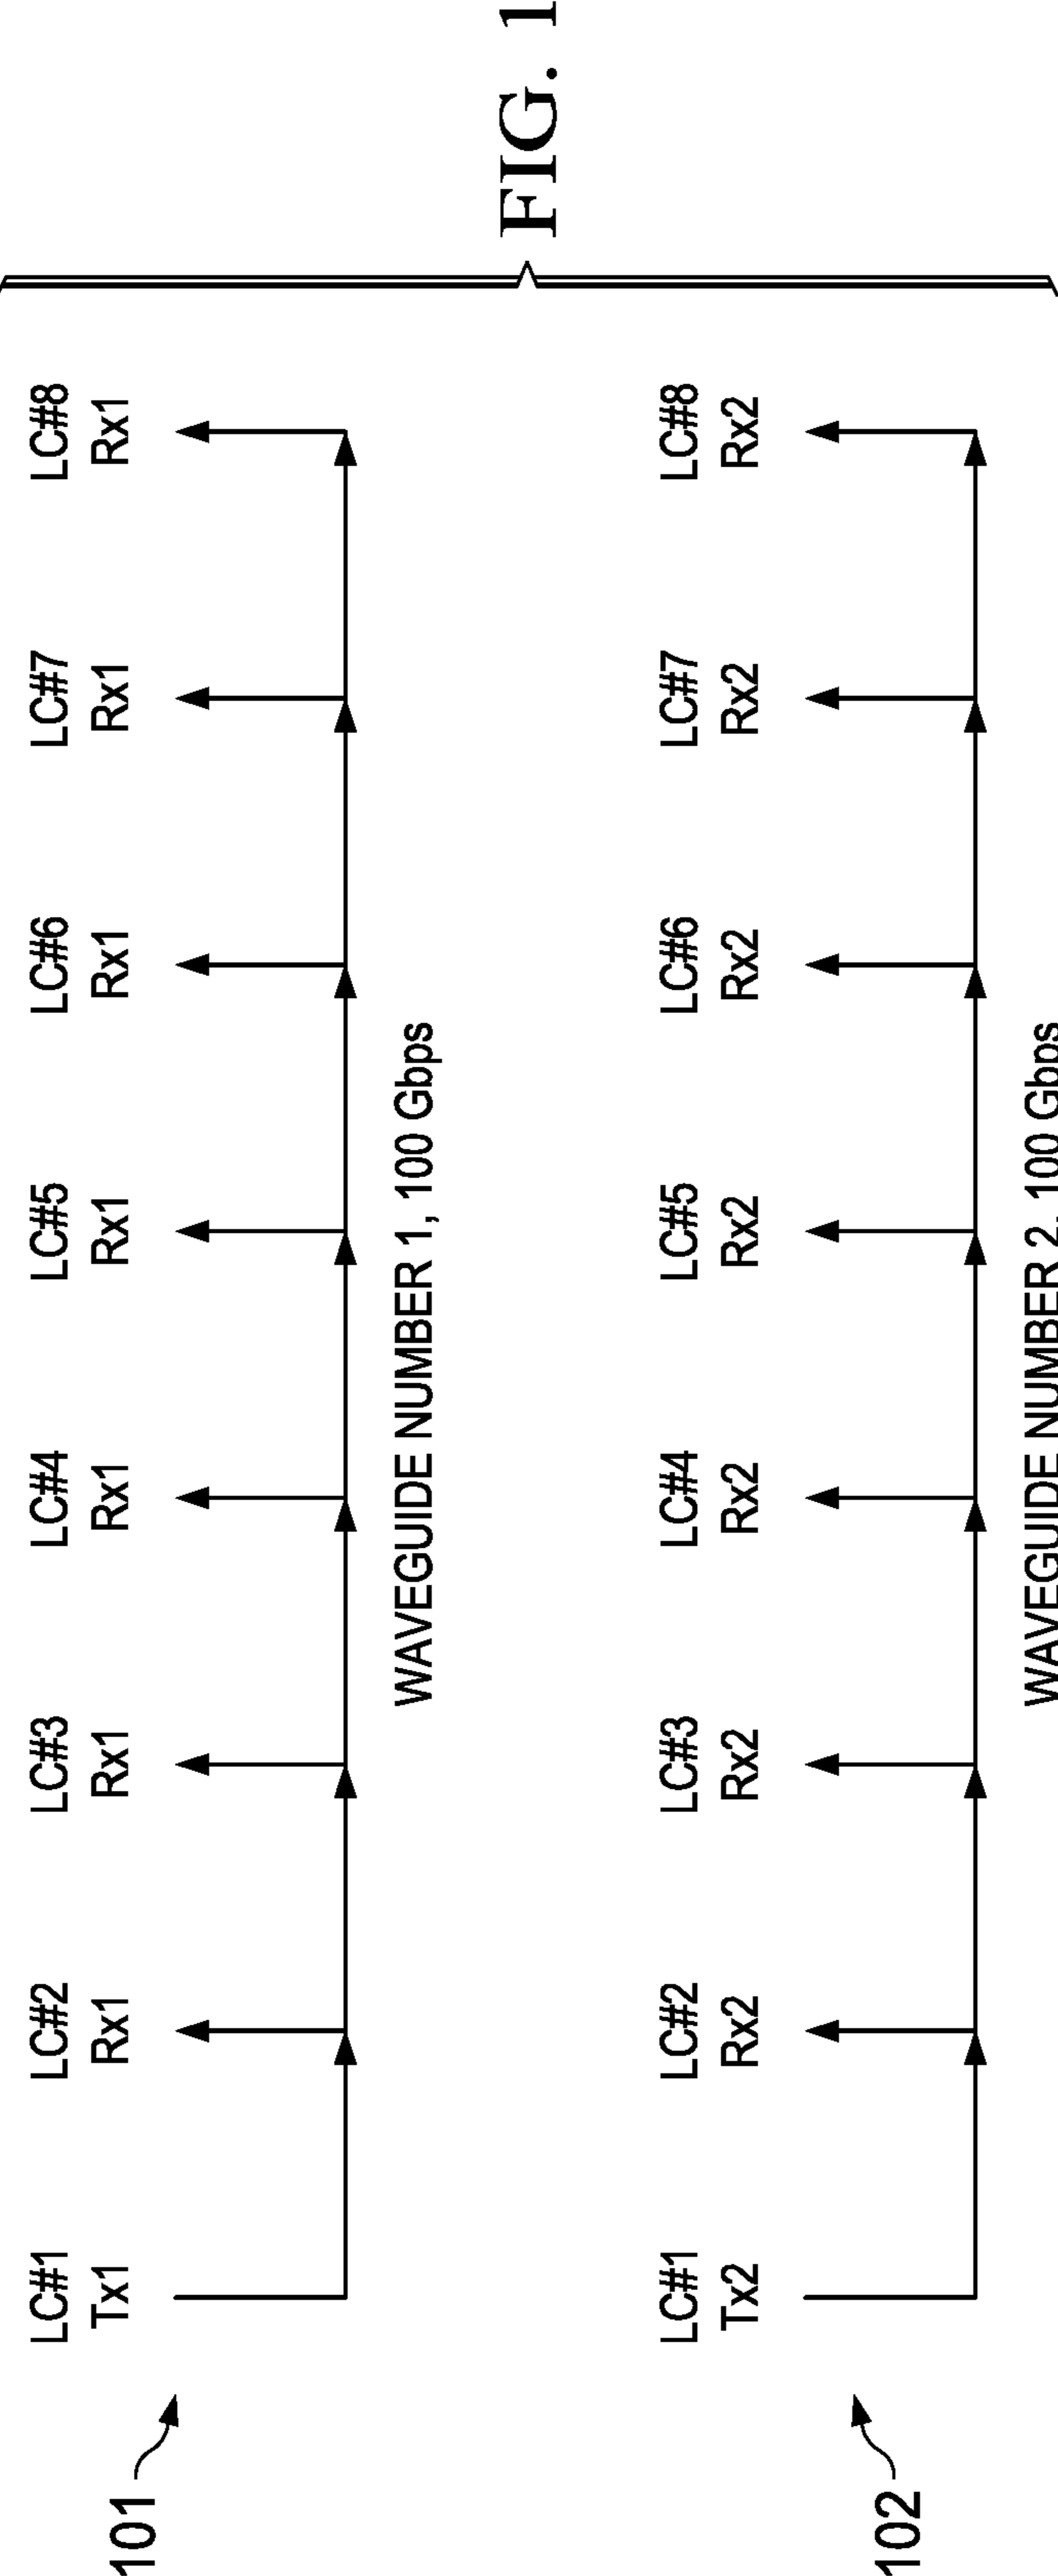 101
LC#1 LC#2 LC#3 LC#4 LC#5 LC#6 LC#7 LC#8
Tx1 Rx1 Rx1 Rx1 Rx1 Rx1 Rx1 Rx1
WAVEGUIDE NUMBER 1, 100 Gbps
102
LC#1 LC#2 LC#3 LC#4 LC#5 LC#6 LC#7 LC#8
Tx2 Rx2 Rx2 Rx2 Rx2 Rx2 Rx2 Rx2
WAVEGUIDE NUMBER 2, 100 Gbps
FIG. 1